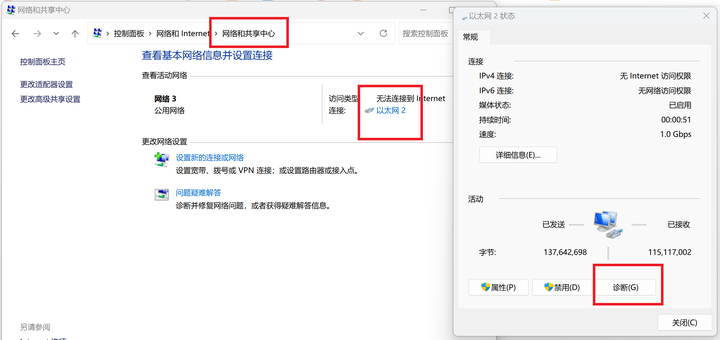 网络和共享中心
控制面板 网络和 Internet 网络和共享中心
搜索控制面板
控制面板主页
更改适配器设置
更改高级共享设置
查看基本网络信息并设置连接
查看活动网络
网络 3
公用网络
访问类型 无法连接到 Internet
连接: 以太网 2
更改网络设置
设置新的连接或网络
设置宽带、拨号或 VPN 连接；或设置路由器或接入点。
问题疑难解答
诊断并修复网络问题，或者获得疑难解答信息。
另请参阅
以太网 2 状态
常规
连接
IPv4 连接: 无 Internet 访问权限
IPv6 连接: 无网络访问权限
媒体状态: 已启用
持续时间: 00:00:51
速度: 1.0 Gbps
详细信息(E)...
活动
已发送 已接收
字节: 137,642,698 115,117,002
属性(P) 禁用(D) 诊断(G)
关闭(C)